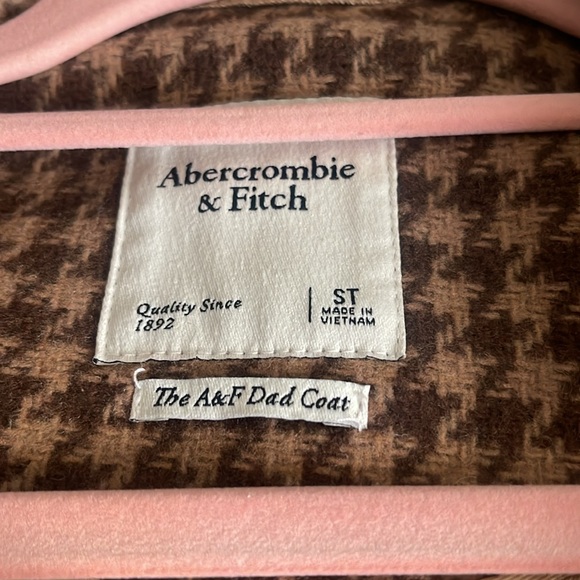 Abercrombie
& Fitch
Quality Since
1892
ST
MADE IN
VIETNAM
The A&F Dad Coat